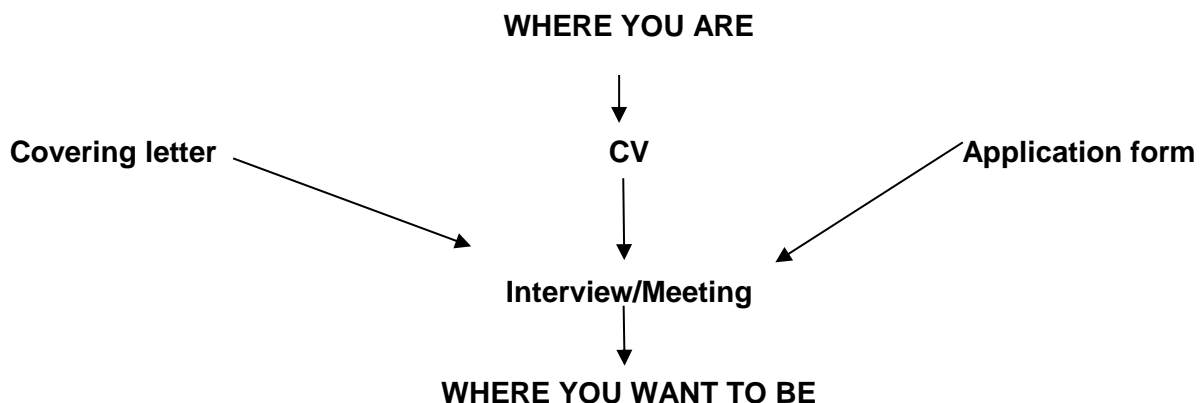 WHERE YOU ARE
Covering letter CV Application form
Interview/Meeting
WHERE YOU WANT TO BE